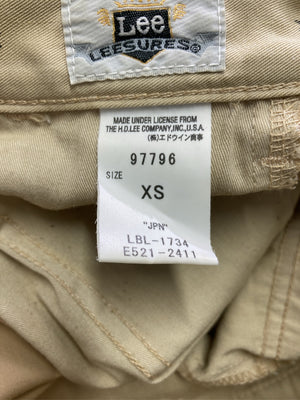 Lee
LEESURES®
MADE UNDER LICENSE FROM
THE H.D.LEE COMPANY,INC.,U.S.A.
(株)エドウイン商事
97796
SIZE
XS
"JPN"
LBL-1734
E521-2411